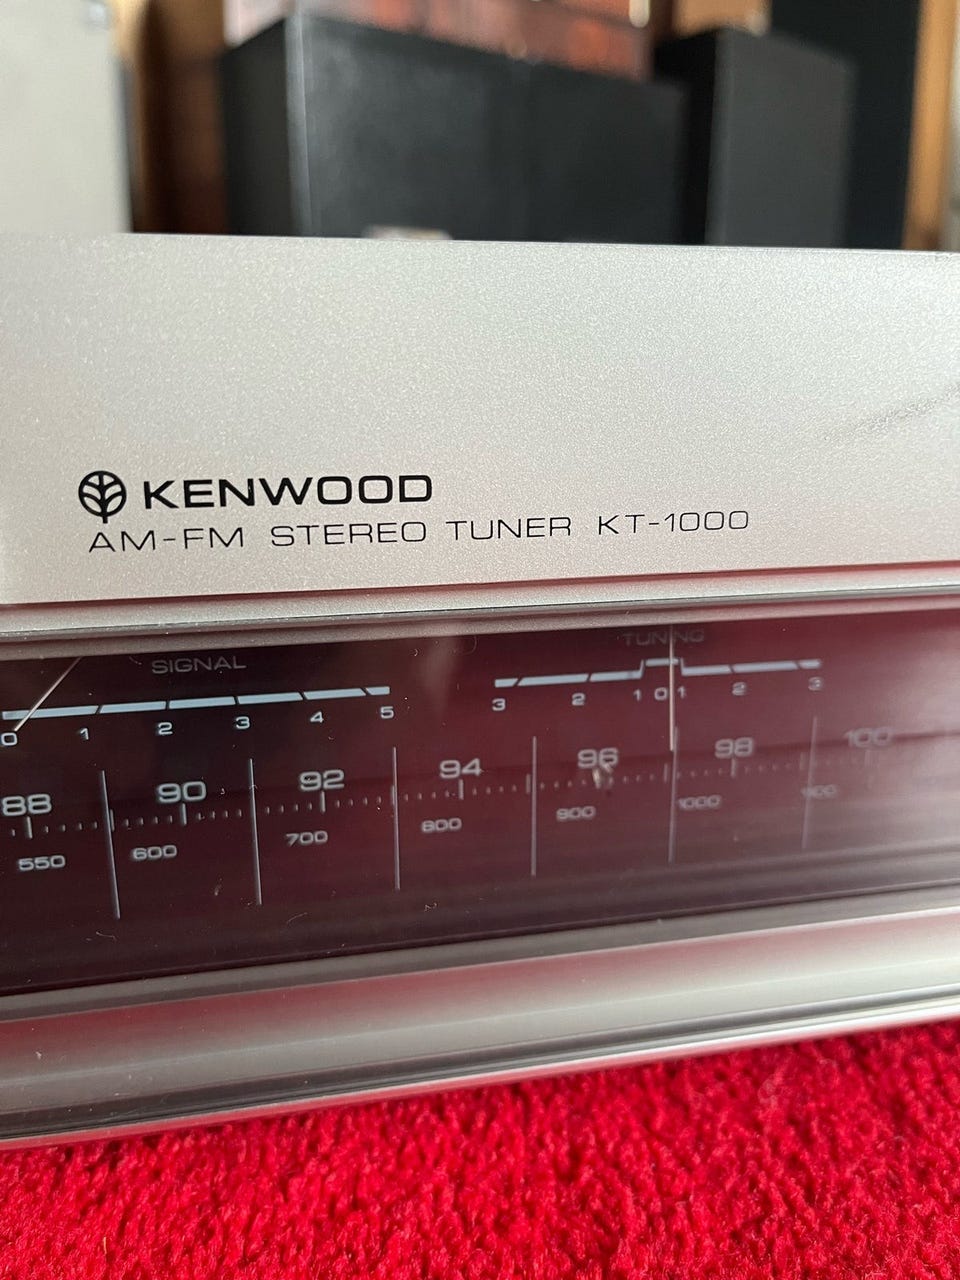 KENWOOD
AM-FM STEREO TUNER KT-1000
SIGNAL TUNING
0 1 2 3 4 5 3 2 1 0 1 2 3
88 90 92 94 96 98 100
550 600 700 800 900 1000 1100